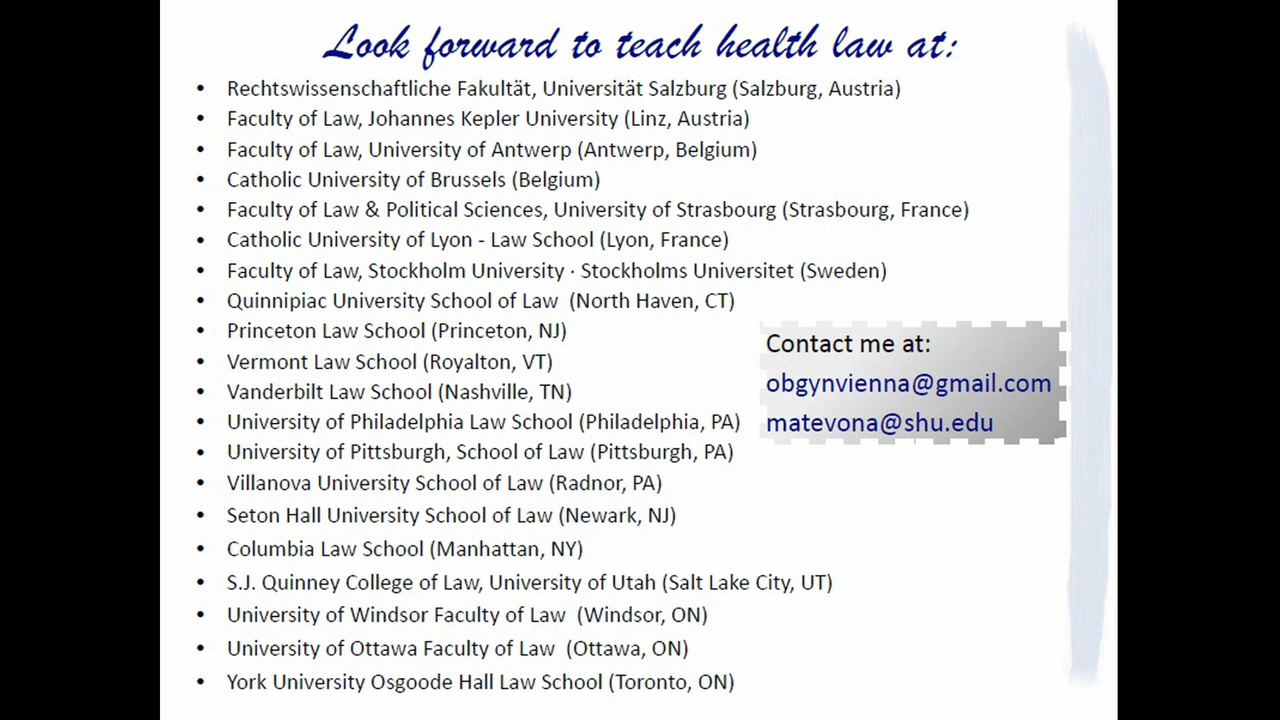 Look forward to teach health law at:
• Rechtswissenschaftliche Fakultät, Universität Salzburg (Salzburg, Austria)
• Faculty of Law, Johannes Kepler University (Linz, Austria)
• Faculty of Law, University of Antwerp (Antwerp, Belgium)
• Catholic University of Brussels (Belgium)
• Faculty of Law & Political Sciences, University of Strasbourg (Strasbourg, France)
• Catholic University of Lyon - Law School (Lyon, France)
• Faculty of Law, Stockholm University · Stockholms Universitet (Sweden)
• Quinnipiac University School of Law (North Haven, CT)
• Princeton Law School (Princeton, NJ)
• Vermont Law School (Royalton, VT)
• Vanderbilt Law School (Nashville, TN)
• University of Philadelphia Law School (Philadelphia, PA)
• University of Pittsburgh, School of Law (Pittsburgh, PA)
• Villanova University School of Law (Radnor, PA)
• Seton Hall University School of Law (Newark, NJ)
• Columbia Law School (Manhattan, NY)
• S.J. Quinney College of Law, University of Utah (Salt Lake City, UT)
• University of Windsor Faculty of Law (Windsor, ON)
• University of Ottawa Faculty of Law (Ottawa, ON)
• York University Osgoode Hall Law School (Toronto, ON)
Contact me at:
obgynvienna@gmail.com
matevona@shu.edu